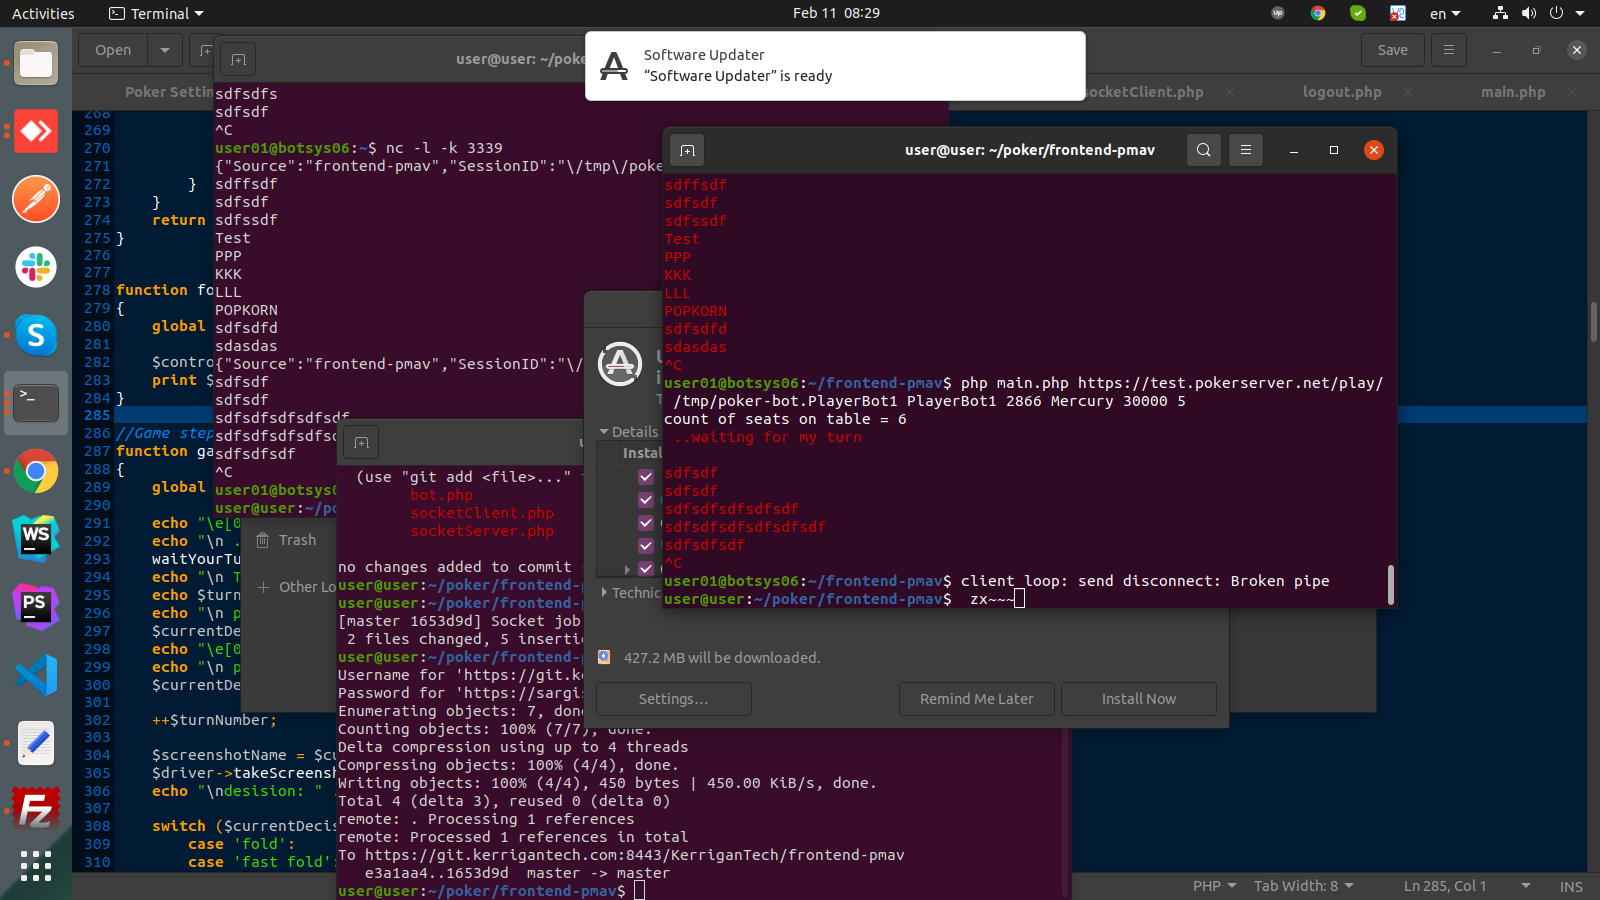 Activities
Terminal
Feb 11 08:29
en
Open
Save
user@user: ~/poke
Software Updater
“Software Updater” is ready
Poker Settin
socketClient.php
logout.php
main.php
268
269
270
271
272 }
273 }
274 return
275 }
276
277
278 function fo
279 {
280 global
281
282 $contro
283 print $
284 }
285
286 //Game step
287 function ga
288 {
289 global
290
291 echo "\e[0
292 echo "\n .
293 waitYourTu
294 echo "\n T
295 echo $turn
296 echo "\n p
297 $currentDe
298 echo "\e[0
299 echo "\n p
300 $currentDe
301
302 ++$turnNumber;
303
304 $screenshotName = $cu
305 $driver->takeScreensh
306 echo "\ndesision: "
307
308 switch ($currentDecis
309 case 'fold':
310 case 'fast fold':
sdfsdfs
sdfsdf
^C
user01@botsys06:~$ nc -l -k 3339
{"Source":"frontend-pmav","SessionID":"\/tmp\/poke
sdffsdf
sdfsdf
sdfssdf
Test
PPP
KKK
LLL
POPKORN
sdfsdfd
sdasdas
{"Source":"frontend-pmav","SessionID":"\/
sdfsdf
sdfsdf
sdfsdfsdfsdfsdf
sdfsdfsdfsdfsd
sdfsdfsdf
^C
user01@botsys0
user@user:~/po
Trash
Other Lo
(use "git add <file>..."
bot.php
socketClient.php
socketServer.php
no changes added to commit
user@user:~/poker/frontend-p
user@user:~/poker/frontend-p
[master 1653d9d] Socket job
2 files changed, 5 insertio
user@user:~/poker/frontend-p
Username for 'https://git.ke
Password for 'https://sargis
Enumerating objects: 7, done.
Counting objects: 100% (7/7), done.
Delta compression using up to 4 threads
Compressing objects: 100% (4/4), done.
Writing objects: 100% (4/4), 450 bytes | 450.00 KiB/s, done.
Total 4 (delta 3), reused 0 (delta 0)
remote: . Processing 1 references
remote: Processed 1 references in total
To https://git.kerrigantech.com:8443/KerriganTech/frontend-pmav
e3a1aa4..1653d9d master -> master
user@user:~/poker/frontend-pmav$
Details
Instal
Technic
427.2 MB will be downloaded.
Settings...
Remind Me Later
Install Now
user@user: ~/poker/frontend-pmav
sdffsdf
sdfsdf
sdfssdf
Test
PPP
KKK
LLL
POPKORN
sdfsdfd
sdasdas
^C
user01@botsys06:~/frontend-pmav$ php main.php https://test.pokerserver.net/play/
/tmp/poker-bot.PlayerBot1 PlayerBot1 2866 Mercury 30000 5
count of seats on table = 6
..waiting for my turn
sdfsdf
sdfsdf
sdfsdfsdfsdfsdf
sdfsdfsdfsdfsdfsdf
sdfsdfsdf
^C
user01@botsys06:~/frontend-pmav$ client_loop: send disconnect: Broken pipe
user@user:~/poker/frontend-pmav$ zx~~~
PHP
Tab Width: 8
Ln 285, Col 1
INS